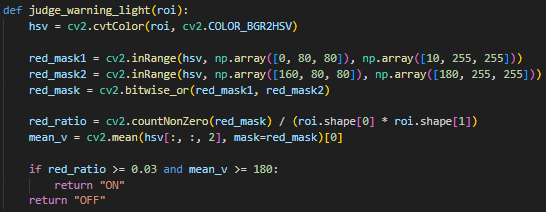 def judge_warning_light(roi):
    hsv = cv2.cvtColor(roi, cv2.COLOR_BGR2HSV)

    red_mask1 = cv2.inRange(hsv, np.array([0, 80, 80]), np.array([10, 255, 255]))
    red_mask2 = cv2.inRange(hsv, np.array([160, 80, 80]), np.array([180, 255, 255]))
    red_mask = cv2.bitwise_or(red_mask1, red_mask2)

    red_ratio = cv2.countNonZero(red_mask) / (roi.shape[0] * roi.shape[1])
    mean_v = cv2.mean(hsv[:, :, 2], mask=red_mask)[0]

    if red_ratio >= 0.03 and mean_v >= 180:
        return "ON"
    return "OFF"